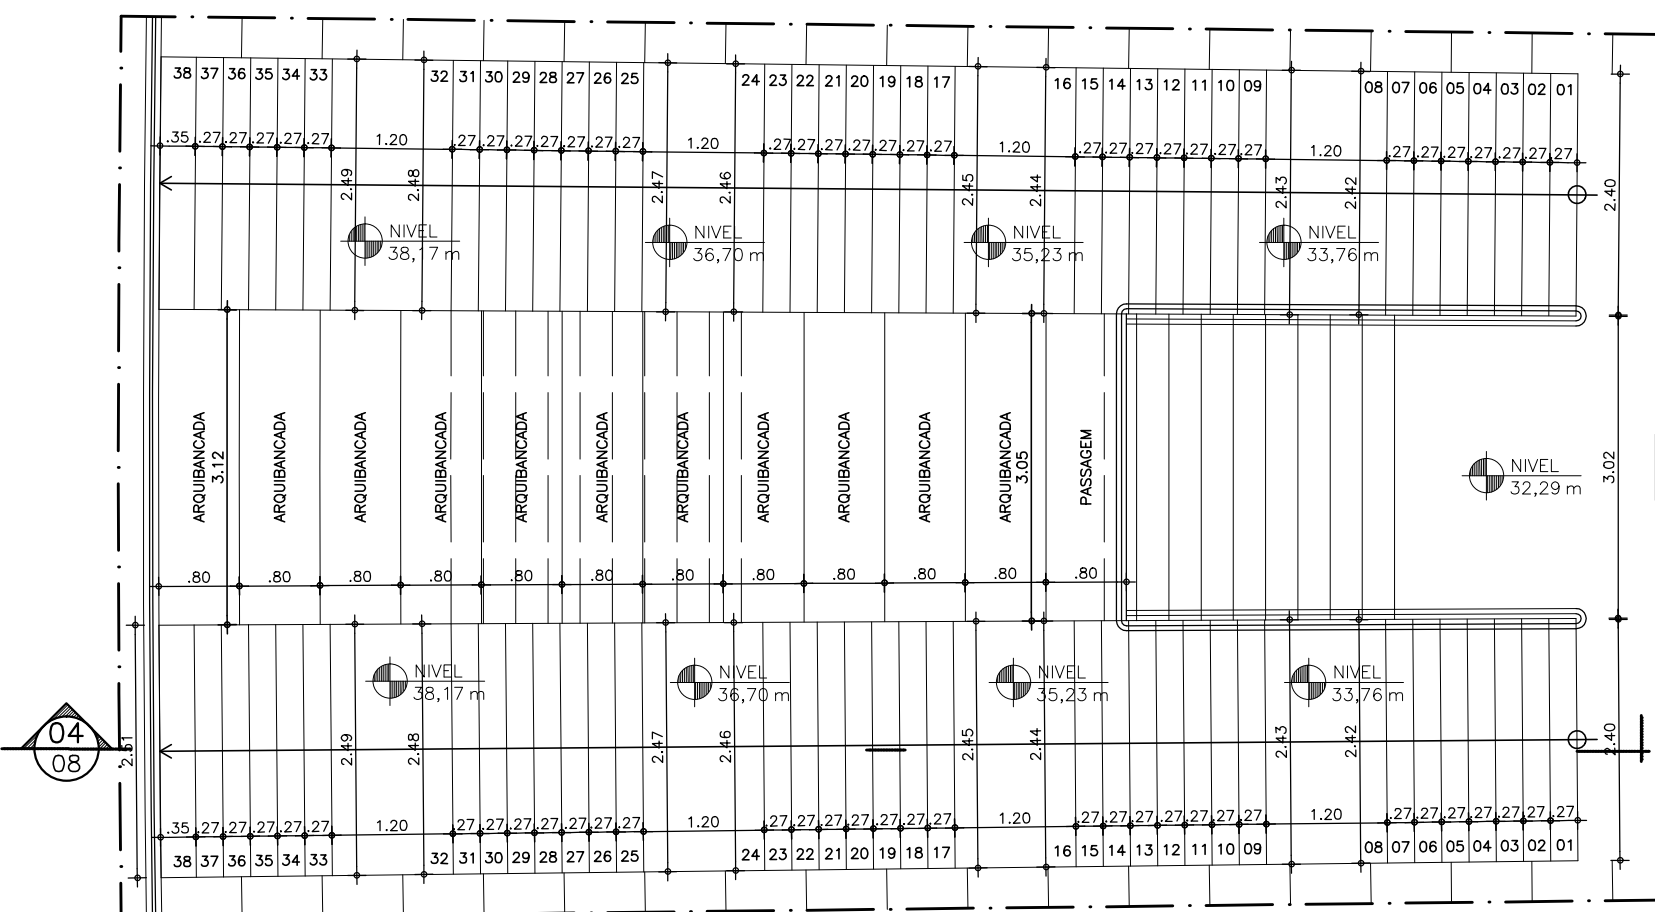 38 37 36 35 34 33 32 31 30 29 28 27 26 25 24 23 22 21 20 19 18 17 16 15 14 13 12 11 10 09 08 07 06 05 04 03 02 01
.35 .27 .27 .27 .27 .27 1.20 .27 .27 .27 .27 .27 .27 .27 1.20 .27 .27 .27 .27 .27 .27 .27 1.20 .27 .27 .27 .27 .27 .27 .27 1.20 .27 .27 .27 .27 .27 .27 .27
2.49 2.48 2.47 2.46 2.45 2.44 2.43 2.42 2.40
NIVEL NIVEL NIVEL NIVEL
38,17 m 36,70 m 35,23 m 33,76 m
ARQUIBANCADA ARQUIBANCADA ARQUIBANCADA ARQUIBANCADA ARQUIBANCADA ARQUIBANCADA ARQUIBANCADA ARQUIBANCADA ARQUIBANCADA ARQUIBANCADA ARQUIBANCADA PASSAGEM
3.12 3.05 3.02
NIVEL
32,29 m
.80 .80 .80 .80 .80 .80 .80 .80 .80 .80 .80 .80
NIVEL NIVEL NIVEL NIVEL
38,17 m 36,70 m 35,23 m 33,76 m
04
08
2.51 2.49 2.48 2.47 2.46 2.45 2.44 2.43 2.42 2.40
.35 .27 .27 .27 .27 .27 1.20 .27 .27 .27 .27 .27 .27 .27 1.20 .27 .27 .27 .27 .27 .27 .27 1.20 .27 .27 .27 .27 .27 .27 .27 1.20 .27 .27 .27 .27 .27 .27 .27
38 37 36 35 34 33 32 31 30 29 28 27 26 25 24 23 22 21 20 19 18 17 16 15 14 13 12 11 10 09 08 07 06 05 04 03 02 01